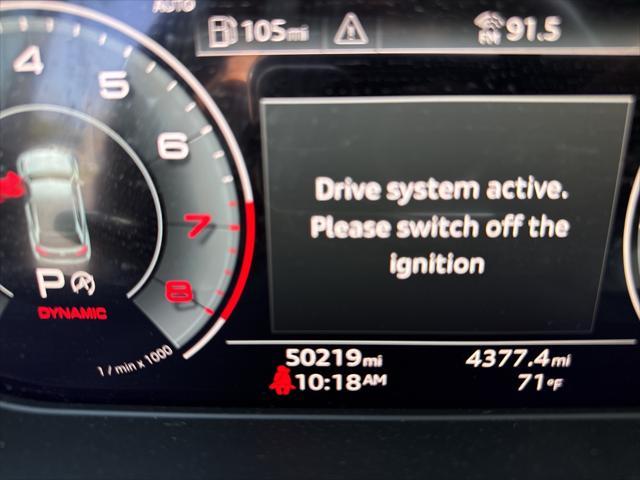 AUTO
105mi
FM 91.5
4
5
6
7
8
P
DYNAMIC
1 / min x 1000
Drive system active.
Please switch off the
ignition
50219mi 4377.4mi
10:18AM 71°F